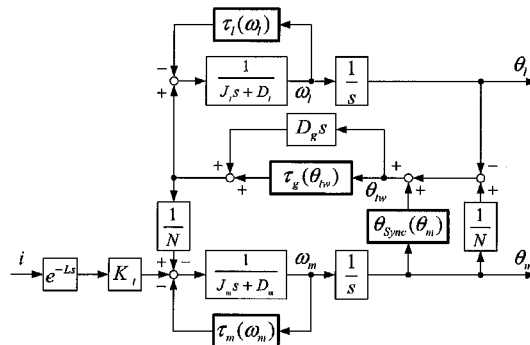 τ_l(ω_l)
− + 1/(J_l s + D_l) ω_l 1/s θ_l
D_g s
+ + τ_g(θ_tw) θ_tw + + − +
1/N θ_Sync(θ_m) 1/N
i e^{-Ls} K_t + − − 1/(J_m s + D_m) ω_m 1/s θ_m
τ_m(ω_m)